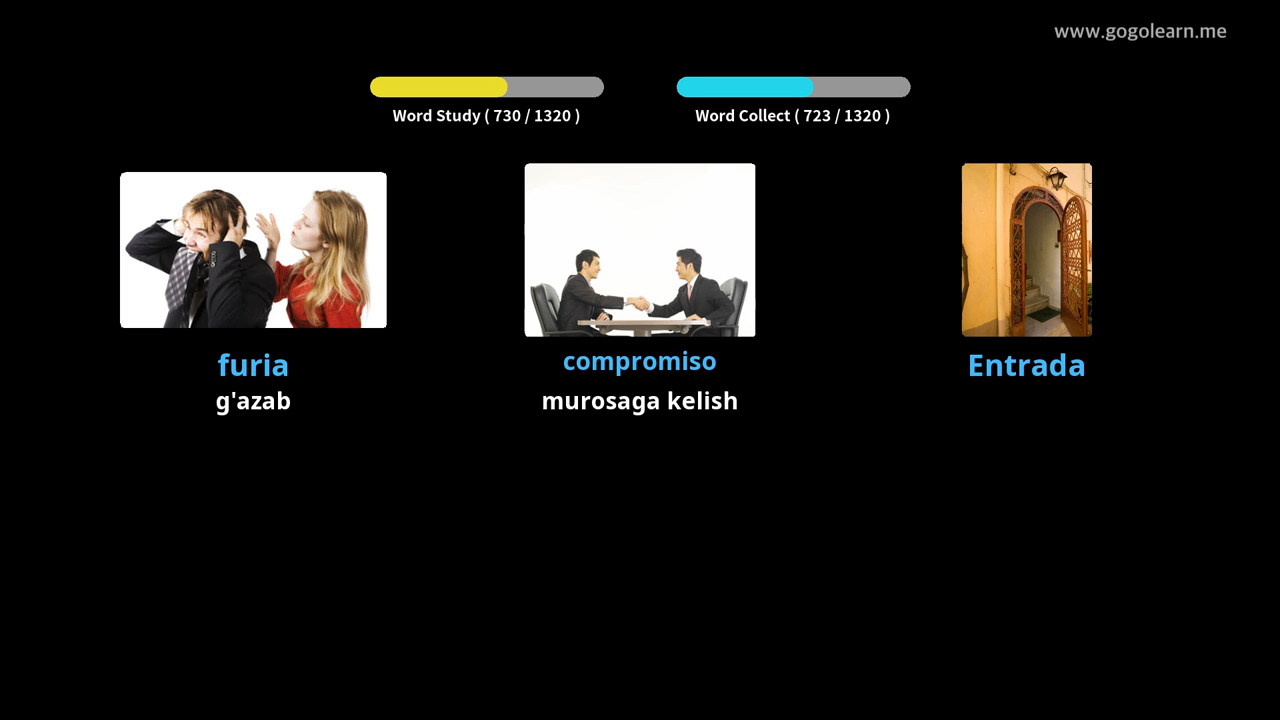 www.gogolearn.me
Word Study ( 730 / 1320 )
Word Collect ( 723 / 1320 )
furia
g'azab
compromiso
murosaga kelish
Entrada